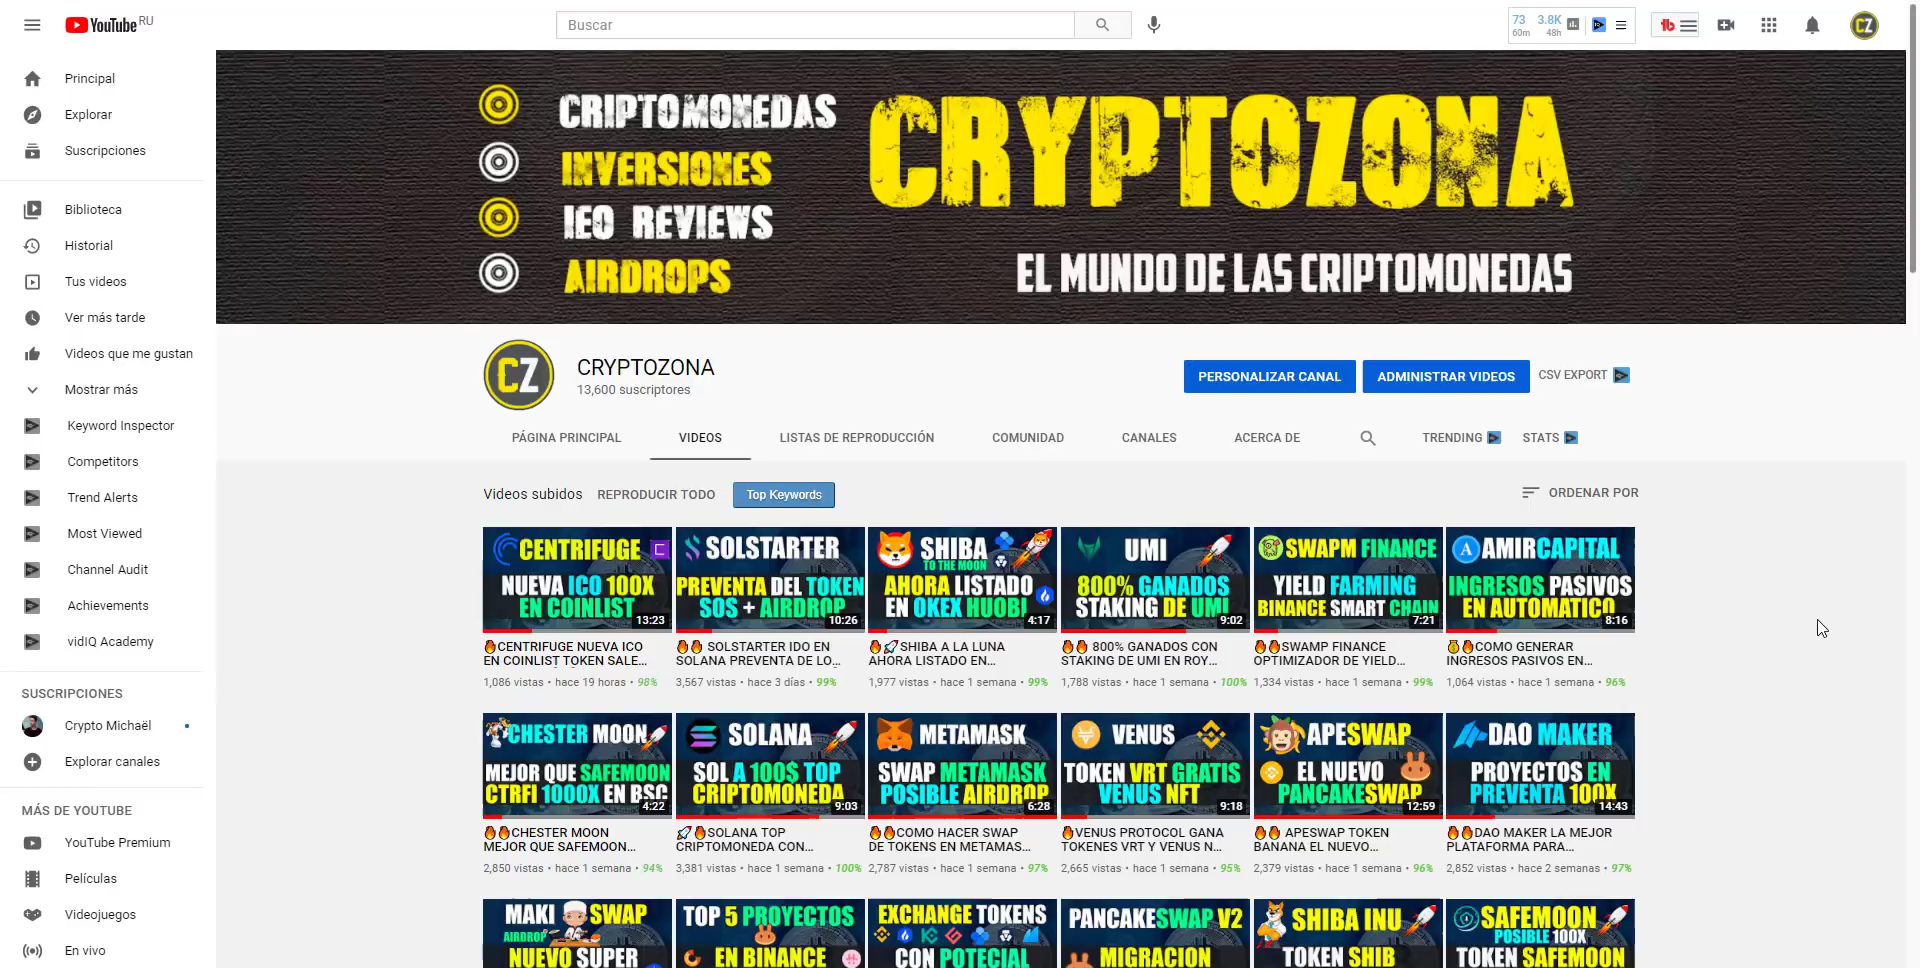 YouTube RU
Buscar
73 3.8K
60m 48h
CZ
Principal
Explorar
Suscripciones
Biblioteca
Historial
Tus videos
Ver más tarde
Videos que me gustan
Mostrar más
Keyword Inspector
Competitors
Trend Alerts
Most Viewed
Channel Audit
Achievements
vidIQ Academy
SUSCRIPCIONES
Crypto Michaël
Explorar canales
MÁS DE YOUTUBE
YouTube Premium
Películas
Videojuegos
En vivo
CRIPTOMONEDAS
INVERSIONES
IEO REVIEWS
AIRDROPS
CRYPTOZONA
EL MUNDO DE LAS CRIPTOMONEDAS
CZ
CRYPTOZONA
13,600 suscriptores
PERSONALIZAR CANAL
ADMINISTRAR VIDEOS
CSV EXPORT
PÁGINA PRINCIPAL
VIDEOS
LISTAS DE REPRODUCCIÓN
COMUNIDAD
CANALES
ACERCA DE
TRENDING
STATS
Videos subidos
REPRODUCIR TODO
Top Keywords
ORDENAR POR
CENTRIFUGE
NUEVA ICO 100X
EN COINLIST
13:23
🔥CENTRIFUGE NUEVA ICO
EN COINLIST TOKEN SALE...
1,086 vistas • hace 19 horas • 98%
SOLSTARTER
PREVENTA DEL TOKEN
SOS + AIRDROP
10:26
🔥🔥 SOLSTARTER IDO EN
SOLANA PREVENTA DE LO...
3,567 vistas • hace 3 días • 99%
SHIBA
TO THE MOON
AHORA LISTADO
EN OKEX HUOBI
4:17
🔥🚀SHIBA A LA LUNA
AHORA LISTADO EN...
1,977 vistas • hace 1 semana • 99%
UMI
800% GANADOS
STAKING DE UMI
9:02
🔥🔥 800% GANADOS CON
STAKING DE UMI EN ROY...
1,788 vistas • hace 1 semana • 100%
SWAPM FINANCE
YIELD FARMING
BINANCE SMART CHAIN
7:21
🔥🔥SWAMP FINANCE
OPTIMIZADOR DE YIELD...
1,334 vistas • hace 1 semana • 99%
AMIRCAPITAL
INGRESOS PASIVOS
EN AUTOMATICO
8:16
💰🔥COMO GENERAR
INGRESOS PASIVOS EN...
1,064 vistas • hace 1 semana • 96%
CHESTER MOON
MEJOR QUE SAFEMOON
CTRFI 1000X EN BSC
4:22
🔥🔥CHESTER MOON
MEJOR QUE SAFEMOON...
2,850 vistas • hace 1 semana • 94%
SOLANA
SOL A 100$ TOP
CRIPTOMONEDA
9:03
🚀🔥SOLANA TOP
CRIPTOMONEDA CON...
3,381 vistas • hace 1 semana • 100%
METAMASK
SWAP METAMASK
POSIBLE AIRDROP
6:28
🔥🔥COMO HACER SWAP
DE TOKENS EN METAMAS...
2,787 vistas • hace 1 semana • 97%
VENUS
TOKEN VRT GRATIS
VENUS NFT
9:18
🔥VENUS PROTOCOL GANA
TOKENES VRT Y VENUS N...
2,665 vistas • hace 1 semana • 95%
APESWAP
EL NUEVO
PANCAKESWAP
12:59
🔥🔥 APESWAP TOKEN
BANANA EL NUEVO...
2,379 vistas • hace 1 semana • 96%
DAO MAKER
PROYECTOS EN
PREVENTA 100X
14:43
🔥🔥DAO MAKER LA MEJOR
PLATAFORMA PARA...
2,852 vistas • hace 2 semanas • 97%
MAKI SWAP
AIRDROP
NUEVO SUPER
TOP 5 PROYECTOS
EN BINANCE
EXCHANGE TOKENS
CON POTECIAL
PANCAKESWAP V2
MIGRACION
SHIBA INU
TOKEN SHIB
SAFEMOON
POSIBLE 100X
TOKEN SAFEMOON